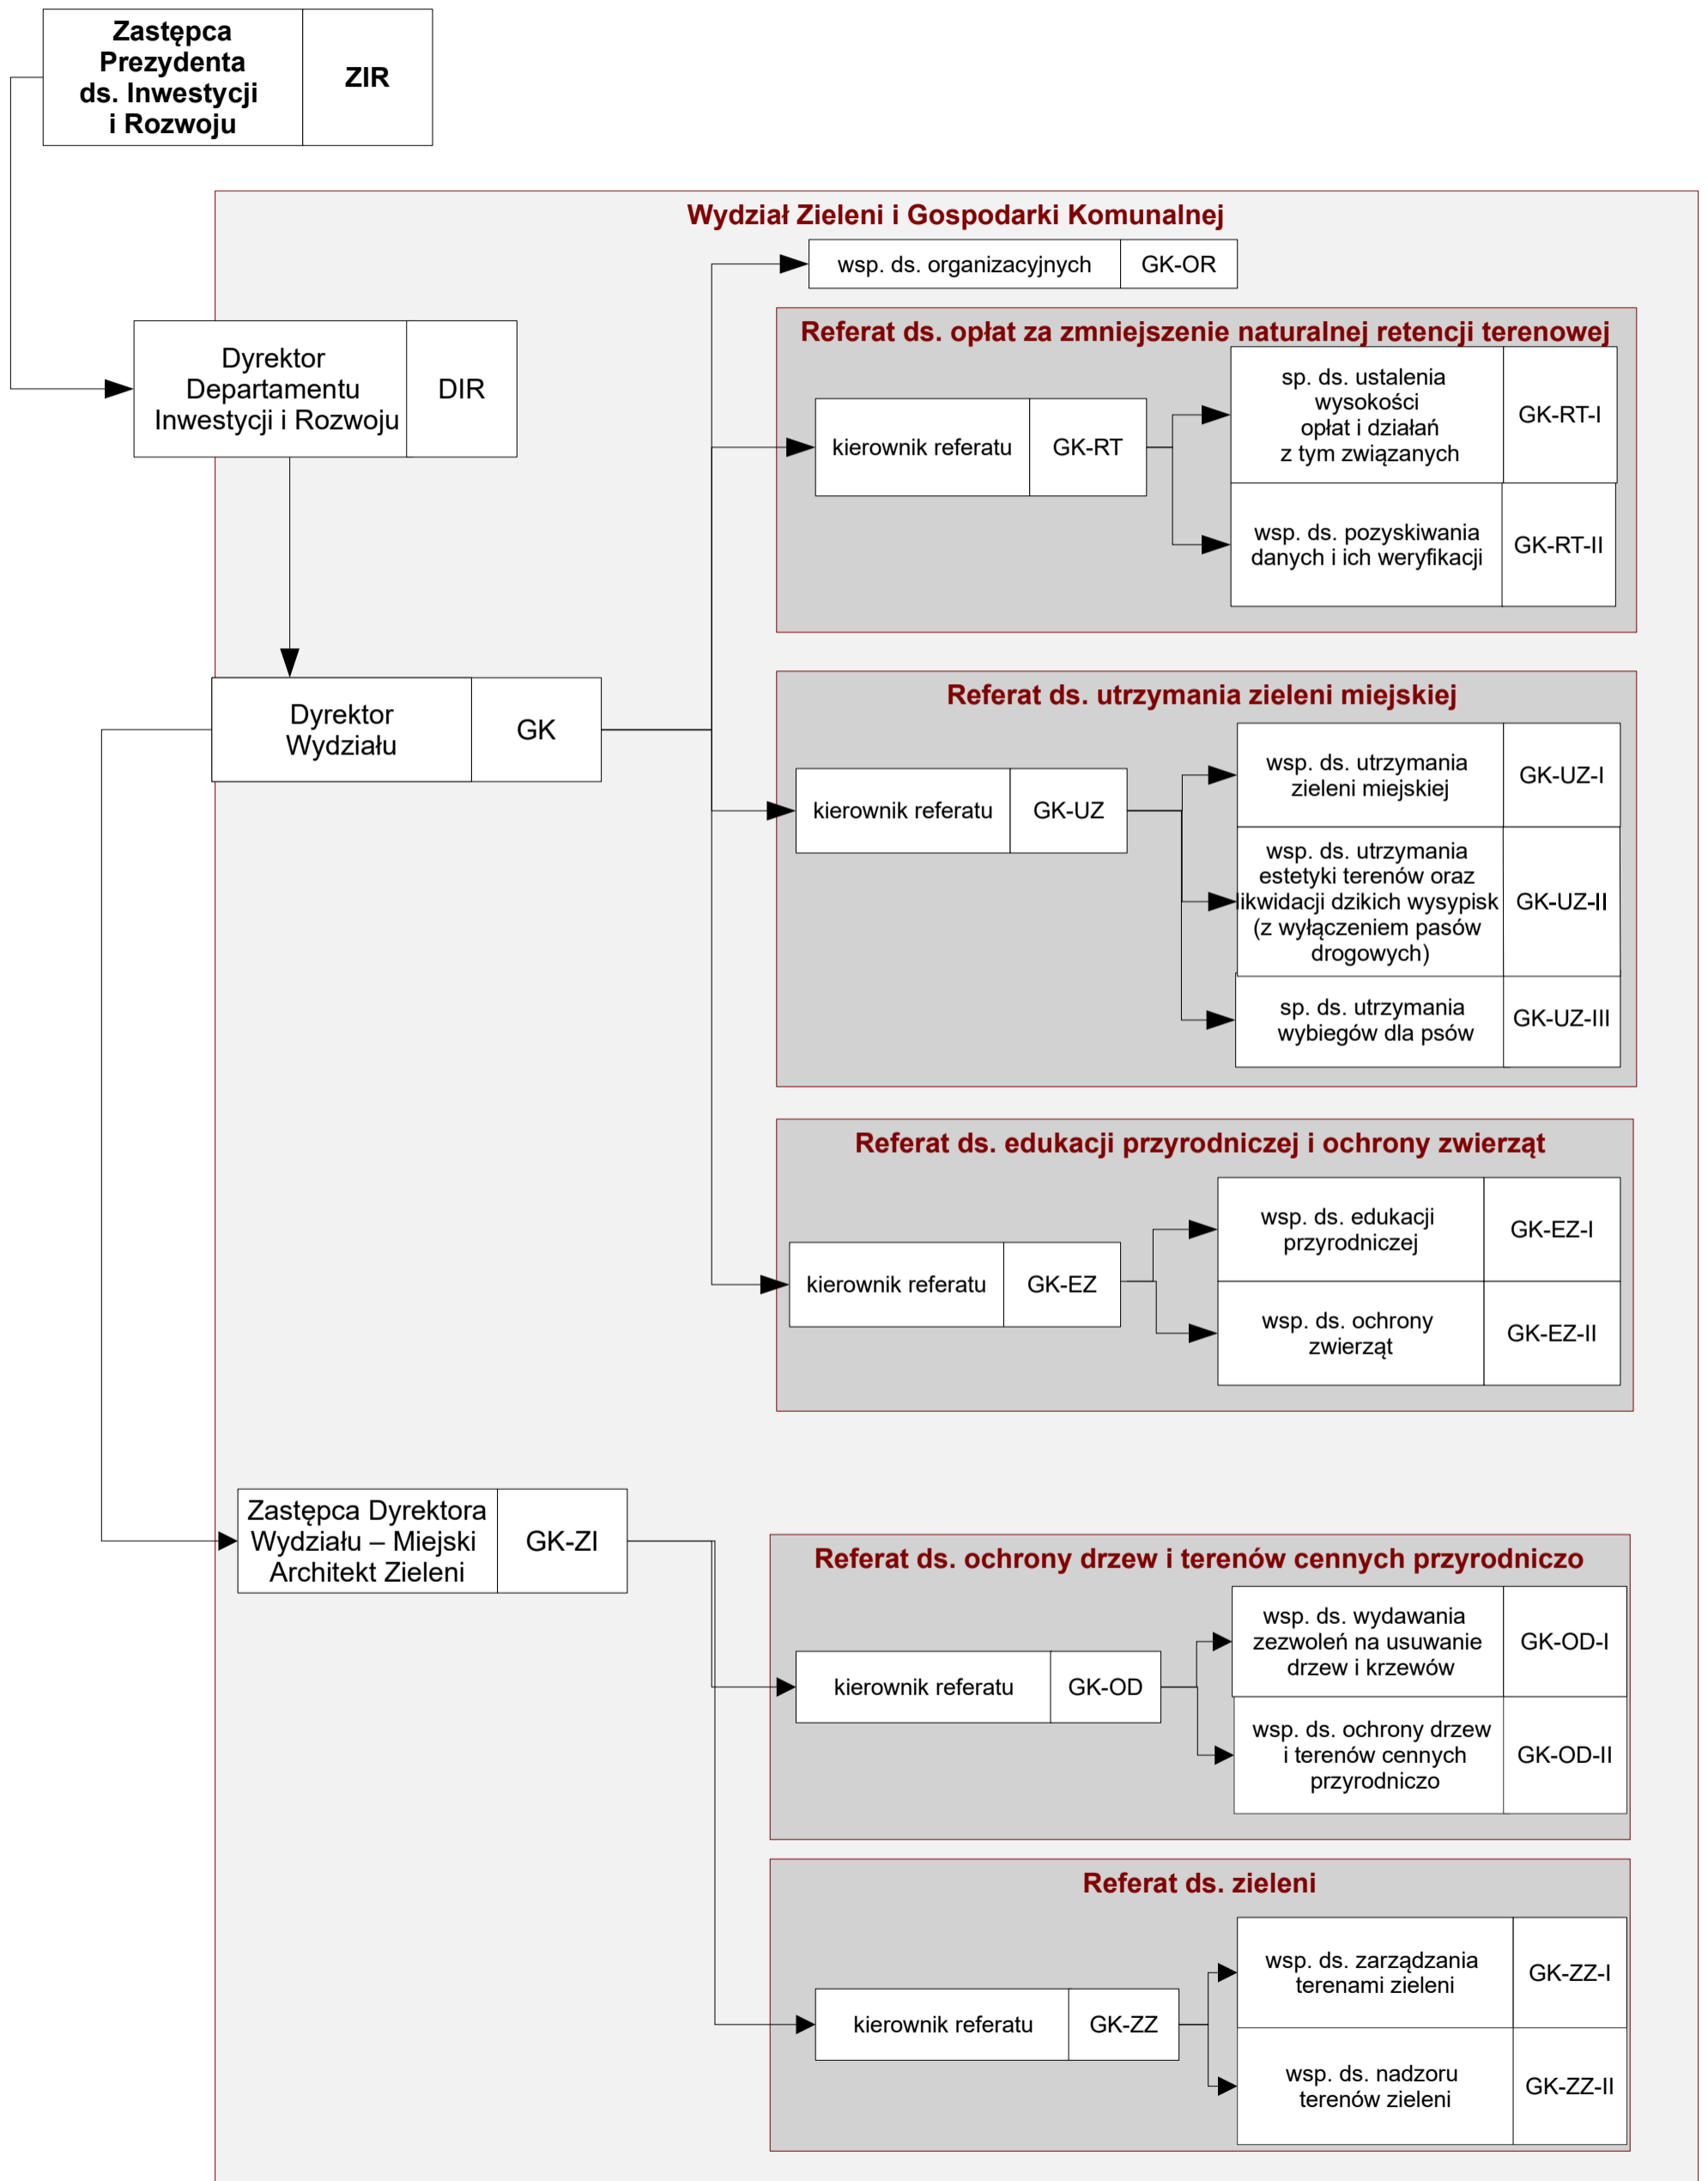 Zastępca
Prezydenta
ds. Inwestycji
i Rozwoju
ZIR
Wydział Zieleni i Gospodarki Komunalnej
wsp. ds. organizacyjnych
GK-OR
Dyrektor
Departamentu
Inwestycji i Rozwoju
DIR
Referat ds. opłat za zmniejszenie naturalnej retencji terenowej
kierownik referatu
GK-RT
sp. ds. ustalenia
wysokości
opłat i działań
z tym związanych
GK-RT-I
wsp. ds. pozyskiwania
danych i ich weryfikacji
GK-RT-II
Dyrektor
Wydziału
GK
Referat ds. utrzymania zieleni miejskiej
kierownik referatu
GK-UZ
wsp. ds. utrzymania
zieleni miejskiej
GK-UZ-I
wsp. ds. utrzymania
estetyki terenów oraz
likwidacji dzikich wysypisk
(z wyłączeniem pasów
drogowych)
GK-UZ-II
sp. ds. utrzymania
wybiegów dla psów
GK-UZ-III
Referat ds. edukacji przyrodniczej i ochrony zwierząt
kierownik referatu
GK-EZ
wsp. ds. edukacji
przyrodniczej
GK-EZ-I
wsp. ds. ochrony
zwierząt
GK-EZ-II
Zastępca Dyrektora
Wydziału – Miejski
Architekt Zieleni
GK-ZI
Referat ds. ochrony drzew i terenów cennych przyrodniczo
kierownik referatu
GK-OD
wsp. ds. wydawania
zezwoleń na usuwanie
drzew i krzewów
GK-OD-I
wsp. ds. ochrony drzew
i terenów cennych
przyrodniczo
GK-OD-II
Referat ds. zieleni
kierownik referatu
GK-ZZ
wsp. ds. zarządzania
terenami zieleni
GK-ZZ-I
wsp. ds. nadzoru
terenów zieleni
GK-ZZ-II